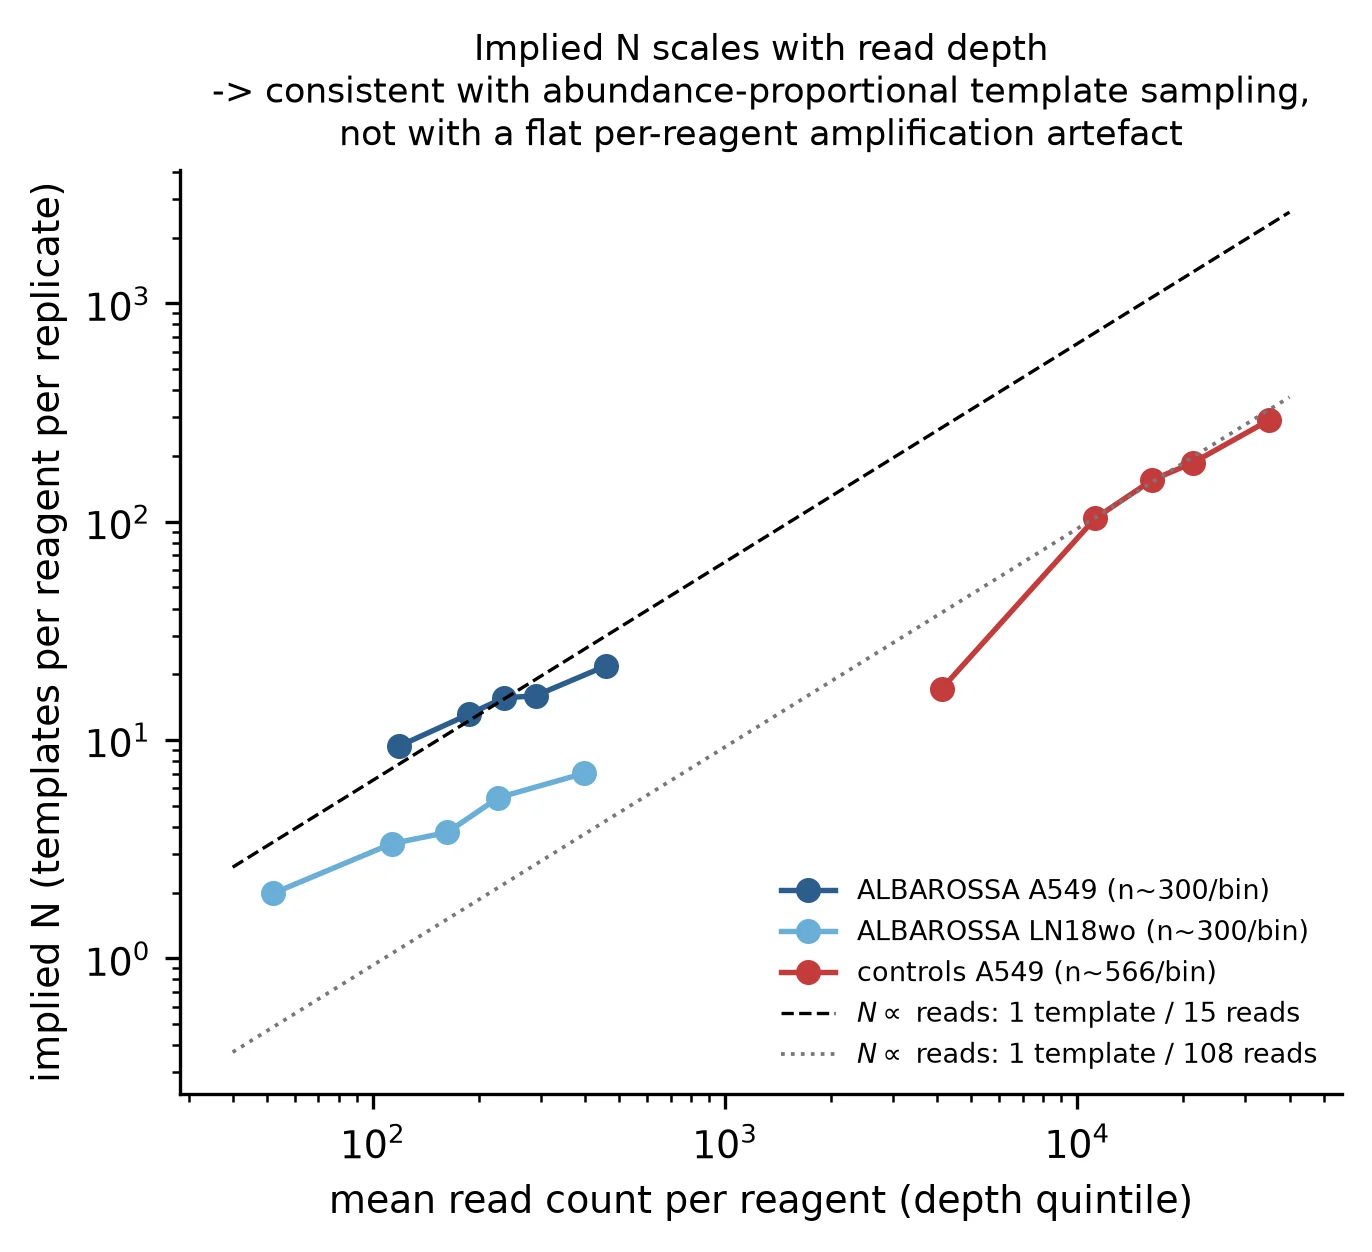 Implied N scales with read depth
-> consistent with abundance-proportional template sampling,
not with a flat per-reagent amplification artefact
implied N (templates per reagent per replicate)
10³
10²
10¹
10⁰
ALBAROSSA A549 (n~300/bin)
ALBAROSSA LN18wo (n~300/bin)
controls A549 (n~566/bin)
N ∝ reads: 1 template / 15 reads
N ∝ reads: 1 template / 108 reads
10² 10³ 10⁴
mean read count per reagent (depth quintile)